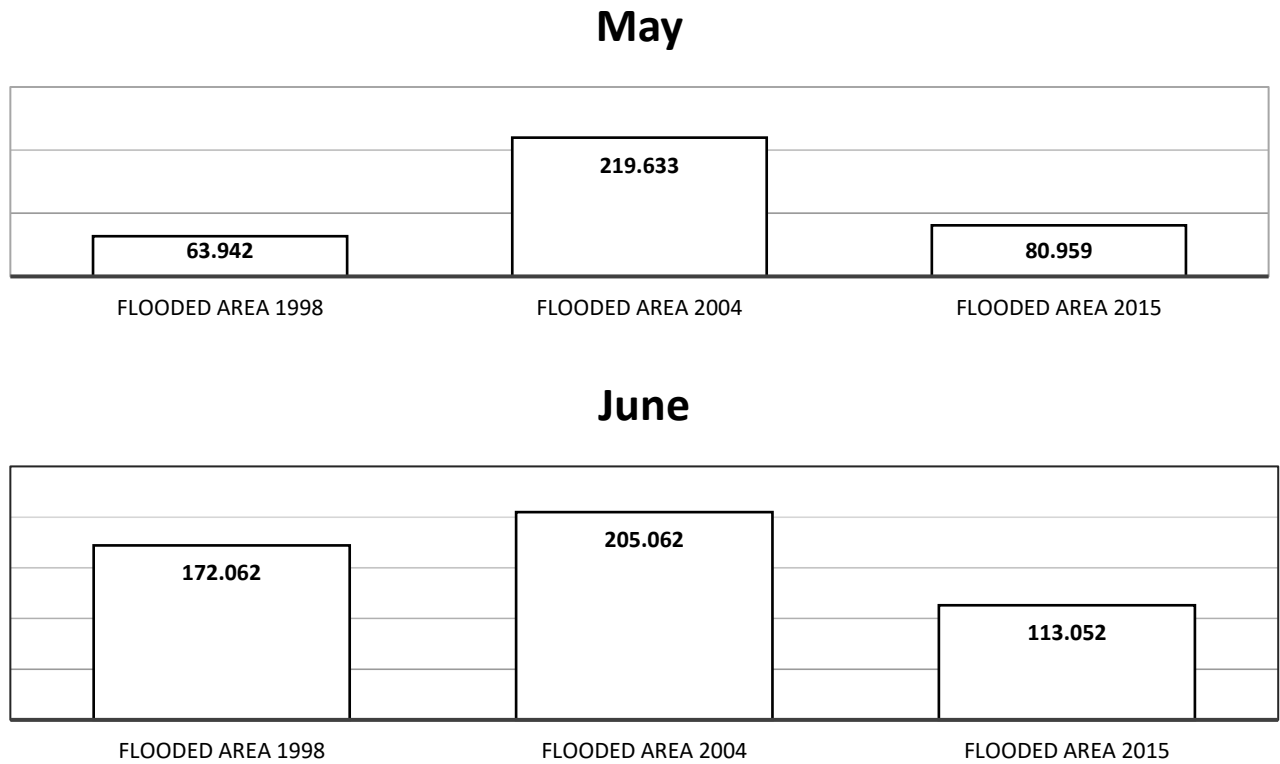 May
219.633
63.942
80.959
FLOODED AREA 1998
FLOODED AREA 2004
FLOODED AREA 2015
June
205.062
172.062
113.052
FLOODED AREA 1998
FLOODED AREA 2004
FLOODED AREA 2015